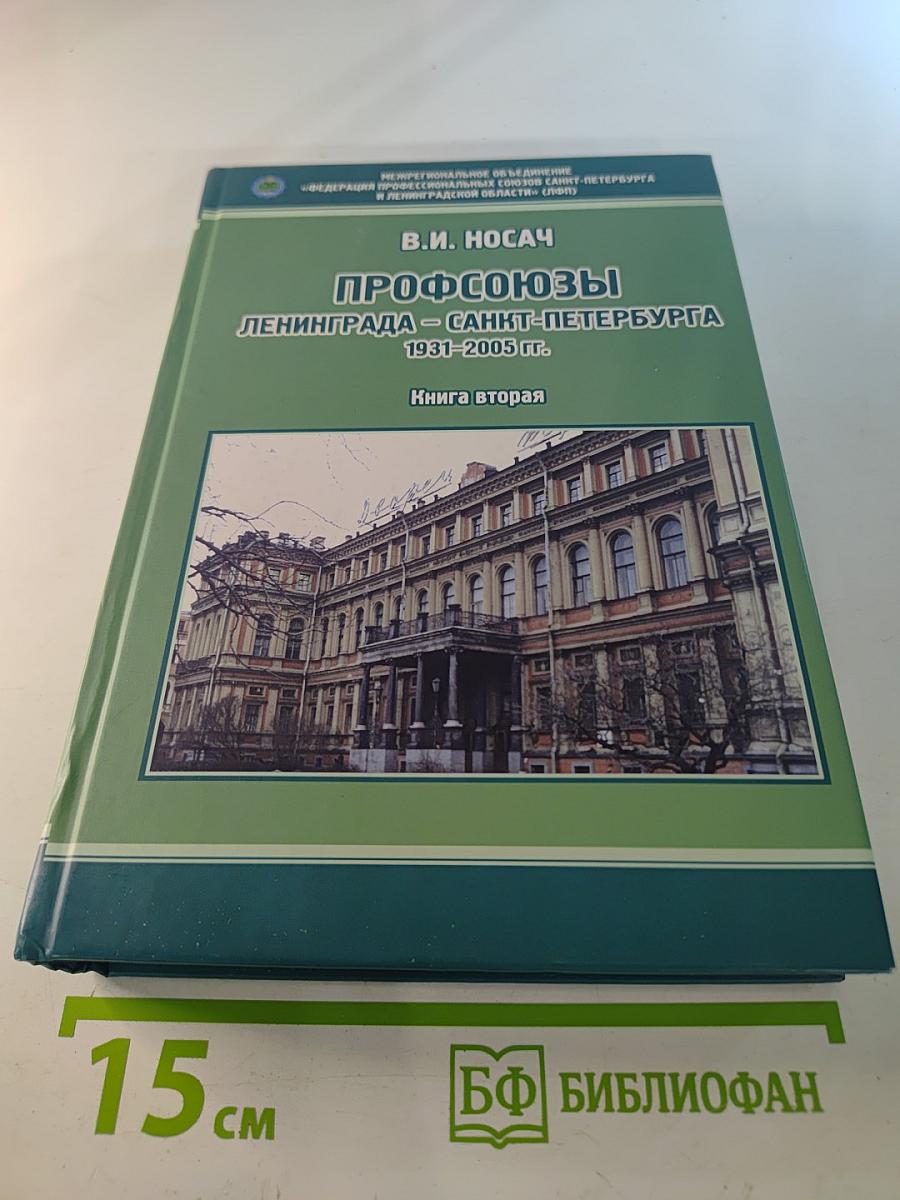 МЕЖРЕГИОНАЛЬНОЕ ОБЪЕДИНЕНИЕ
«ФЕДЕРАЦИЯ ПРОФЕССИОНАЛЬНЫХ СОЮЗОВ САНКТ-ПЕТЕРБУРГА
И ЛЕНИНГРАДСКОЙ ОБЛАСТИ» (ЛФП)
В.И. НОСАЧ
ПРОФСОЮЗЫ
ЛЕНИНГРАДА – САНКТ-ПЕТЕРБУРГА
1931–2005 гг.
Книга вторая
15 см
БФ БИБЛИОФАН